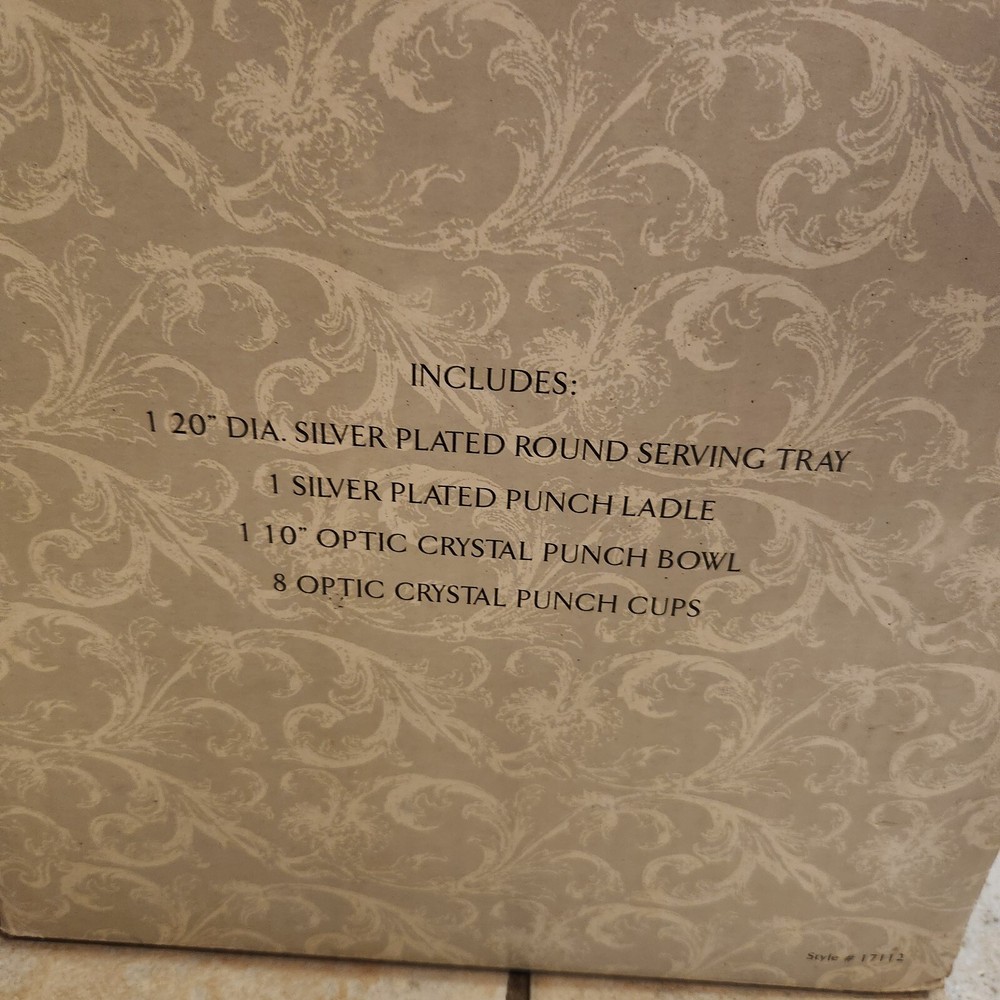 INCLUDES:
1 20" DIA. SILVER PLATED ROUND SERVING TRAY
1 SILVER PLATED PUNCH LADLE
1 10" OPTIC CRYSTAL PUNCH BOWL
8 OPTIC CRYSTAL PUNCH CUPS
Style # 17112